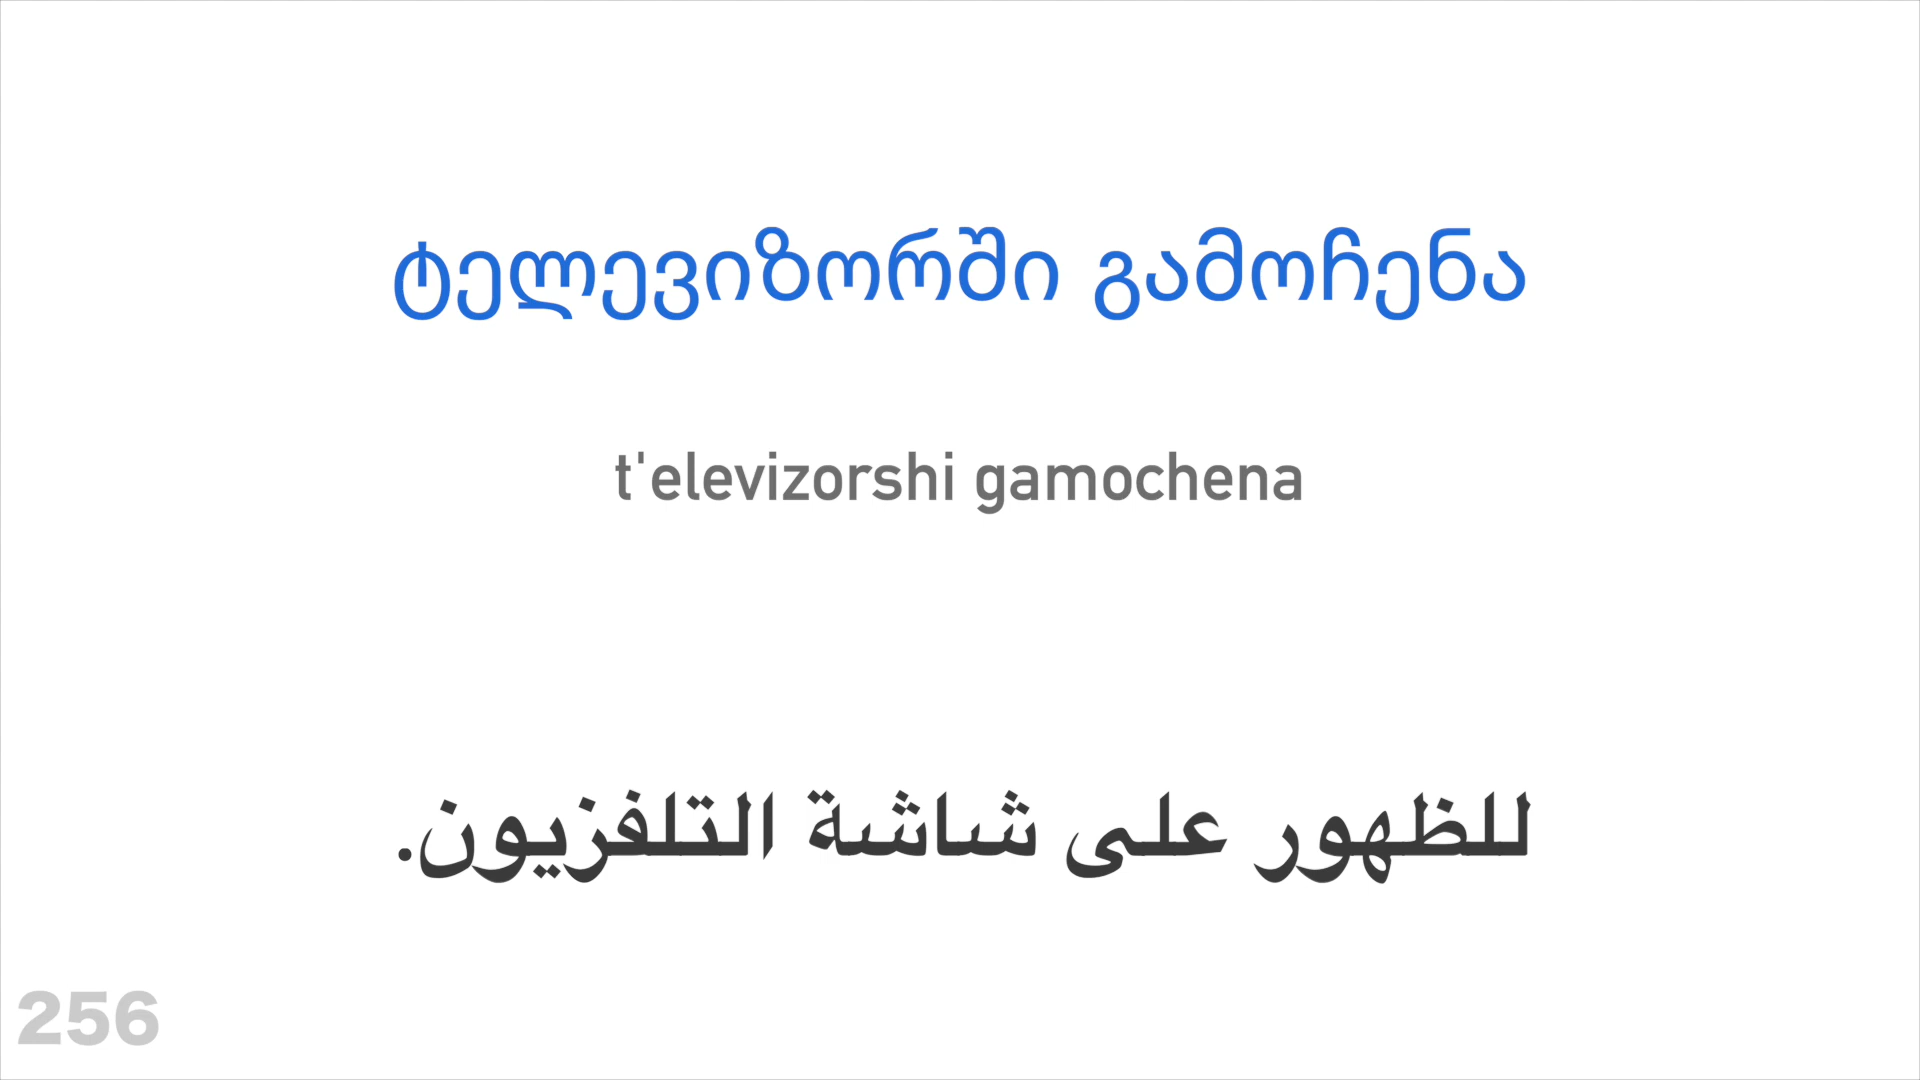 ტელევიზორში გამოჩენა
t'elevizorshi gamochena
للظهور على شاشة التلفزيون.
256